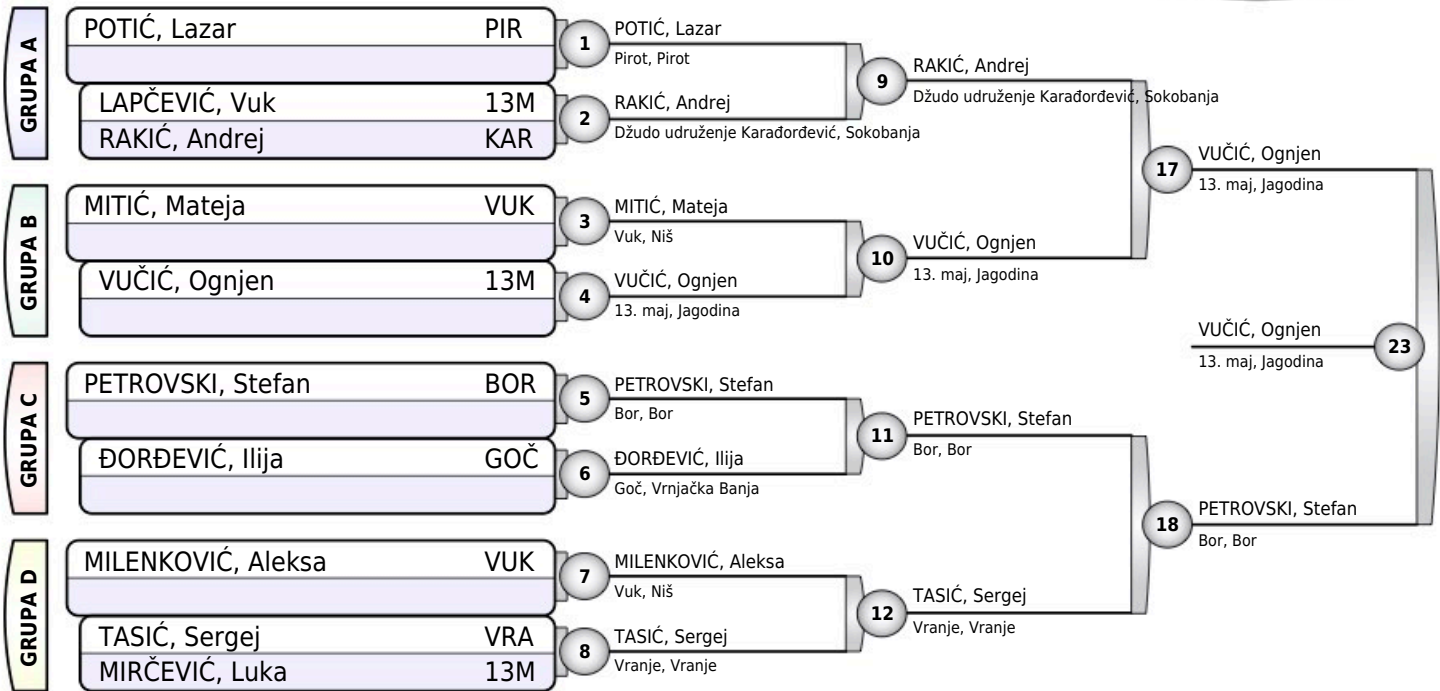 GRUPA A
POTIĆ, Lazar PIR
LAPČEVIĆ, Vuk 13M
RAKIĆ, Andrej KAR
1
POTIĆ, Lazar
Pirot, Pirot
2
RAKIĆ, Andrej
Džudo udruženje Karađorđević, Sokobanja
9
RAKIĆ, Andrej
Džudo udruženje Karađorđević, Sokobanja
GRUPA B
MITIĆ, Mateja VUK
VUČIĆ, Ognjen 13M
3
MITIĆ, Mateja
Vuk, Niš
4
VUČIĆ, Ognjen
13. maj, Jagodina
10
VUČIĆ, Ognjen
13. maj, Jagodina
17
VUČIĆ, Ognjen
13. maj, Jagodina
VUČIĆ, Ognjen
13. maj, Jagodina
23
GRUPA C
PETROVSKI, Stefan BOR
ĐORĐEVIĆ, Ilija GOČ
5
PETROVSKI, Stefan
Bor, Bor
6
ĐORĐEVIĆ, Ilija
Goč, Vrnjačka Banja
11
PETROVSKI, Stefan
Bor, Bor
18
PETROVSKI, Stefan
Bor, Bor
GRUPA D
MILENKOVIĆ, Aleksa VUK
TASIĆ, Sergej VRA
MIRČEVIĆ, Luka 13M
7
MILENKOVIĆ, Aleksa
Vuk, Niš
8
TASIĆ, Sergej
Vranje, Vranje
12
TASIĆ, Sergej
Vranje, Vranje